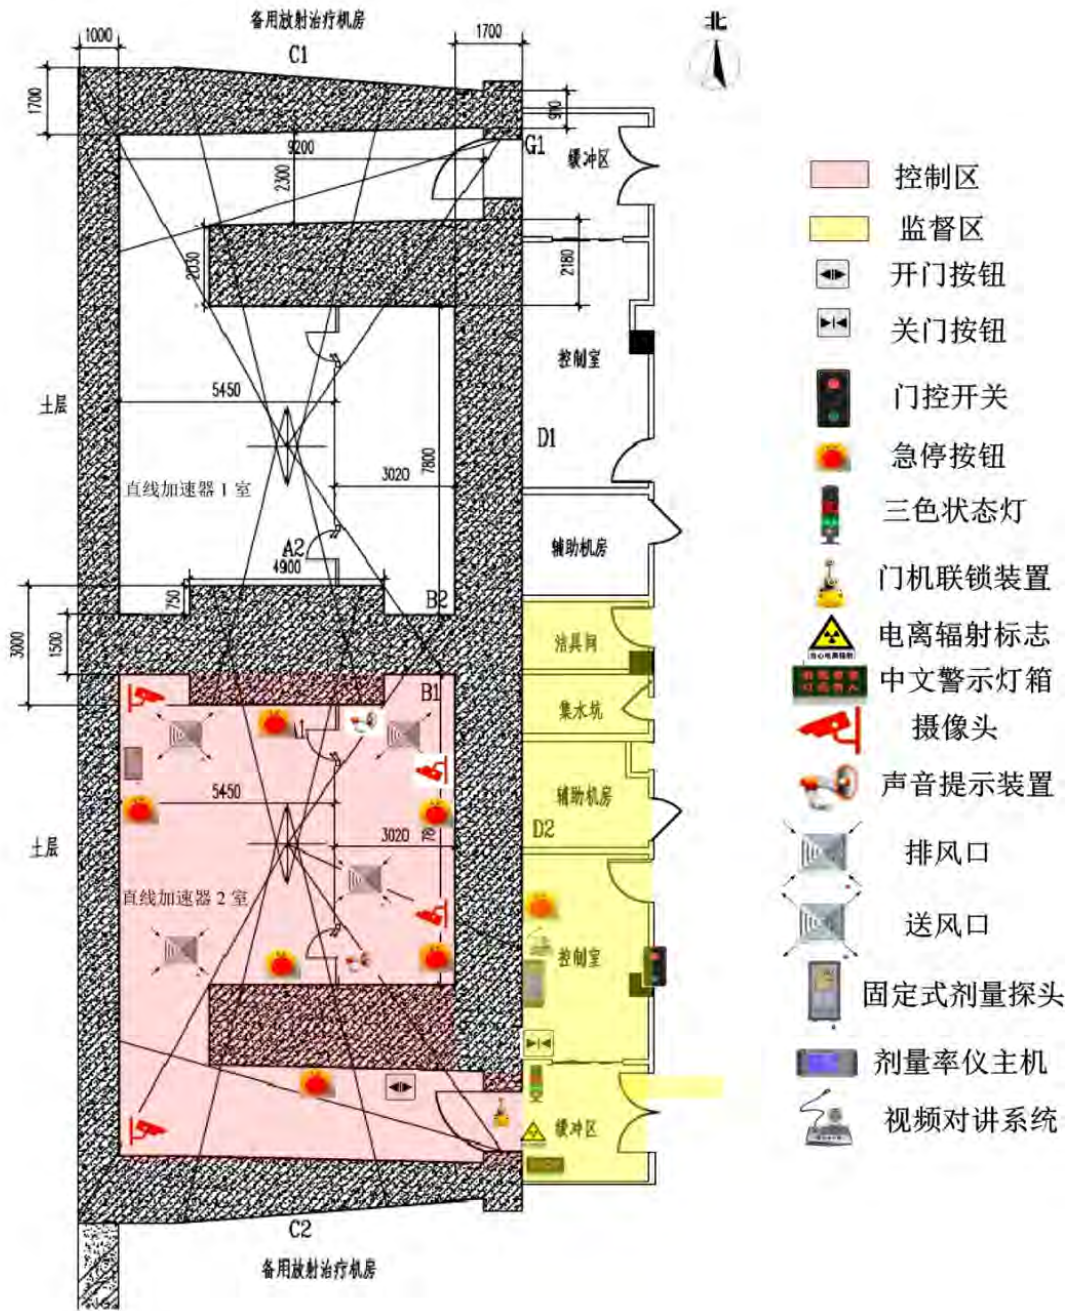 备用放射治疗机房
C1
北
1000
1700
1700
910
9200
2300
G1
缓冲区
2030
2180
控制室
土层
5450
D1
7800
3020
直线加速器1室
A2
4900
辅助机房
750
B2
3000
1500
洁具间
B1
集水坑
5450
辅助机房
3020
D2
土层
直线加速器2室
控制室
缓冲区
C2
备用放射治疗机房
控制区
监督区
开门按钮
关门按钮
门控开关
急停按钮
三色状态灯
门机联锁装置
电离辐射标志
中文警示灯箱
摄像头
声音提示装置
排风口
送风口
固定式剂量探头
剂量率仪主机
视频对讲系统